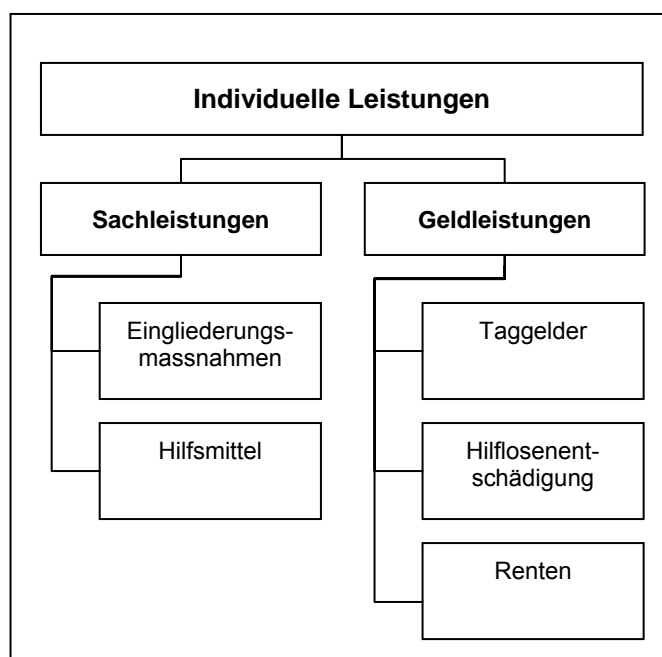 Individuelle Leistungen
Sachleistungen
Geldleistungen
Eingliederungs-
massnahmen
Taggelder
Hilfsmittel
Hilflosenent-
schädigung
Renten